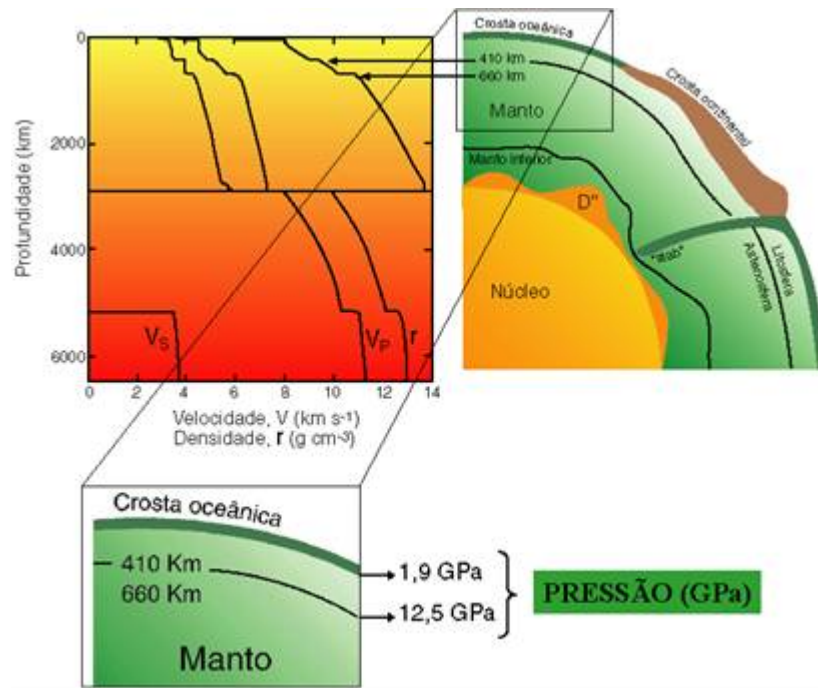 0
2000
4000
6000
Profundidade (km)
V_S
V_P
r
0 2 4 6 8 10 12 14
Velocidade, V (km s⁻¹)
Densidade, r (g cm⁻³)
Crosta oceânica
410 km
660 km
Crosta continental
Manto
Manto Inferior
D"
"slab"
Litosfera
Astenosfera
Núcleo
Crosta oceânica
410 Km
660 Km
Manto
1,9 GPa
12,5 GPa
PRESSÃO (GPa)